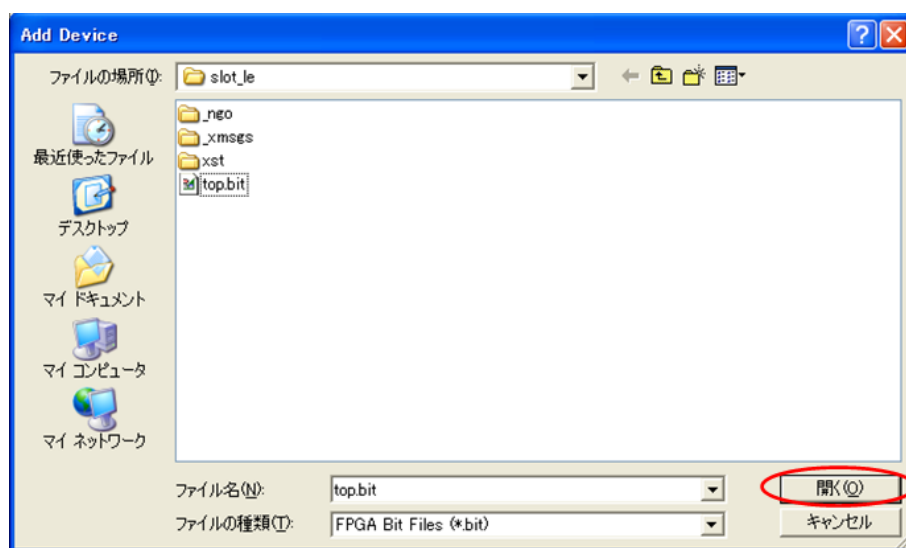 Add Device
ファイルの場所(I):
slot_le
_ngo
_xmsgs
xst
top.bit
最近使ったファイル
デスクトップ
マイ ドキュメント
マイ コンピュータ
マイ ネットワーク
ファイル名(N):
top.bit
開く(O)
ファイルの種類(T):
FPGA Bit Files (*.bit)
キャンセル